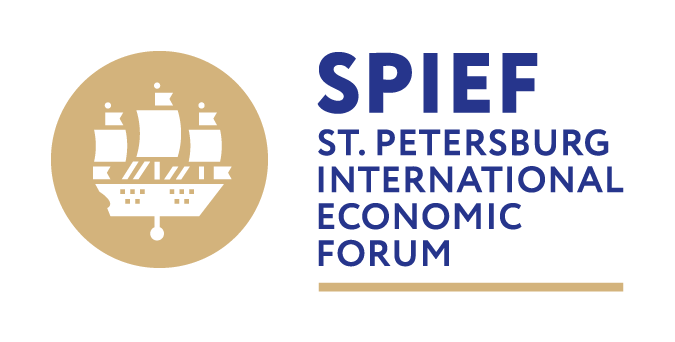 SPIEF
ST. PETERSBURG
INTERNATIONAL
ECONOMIC
FORUM